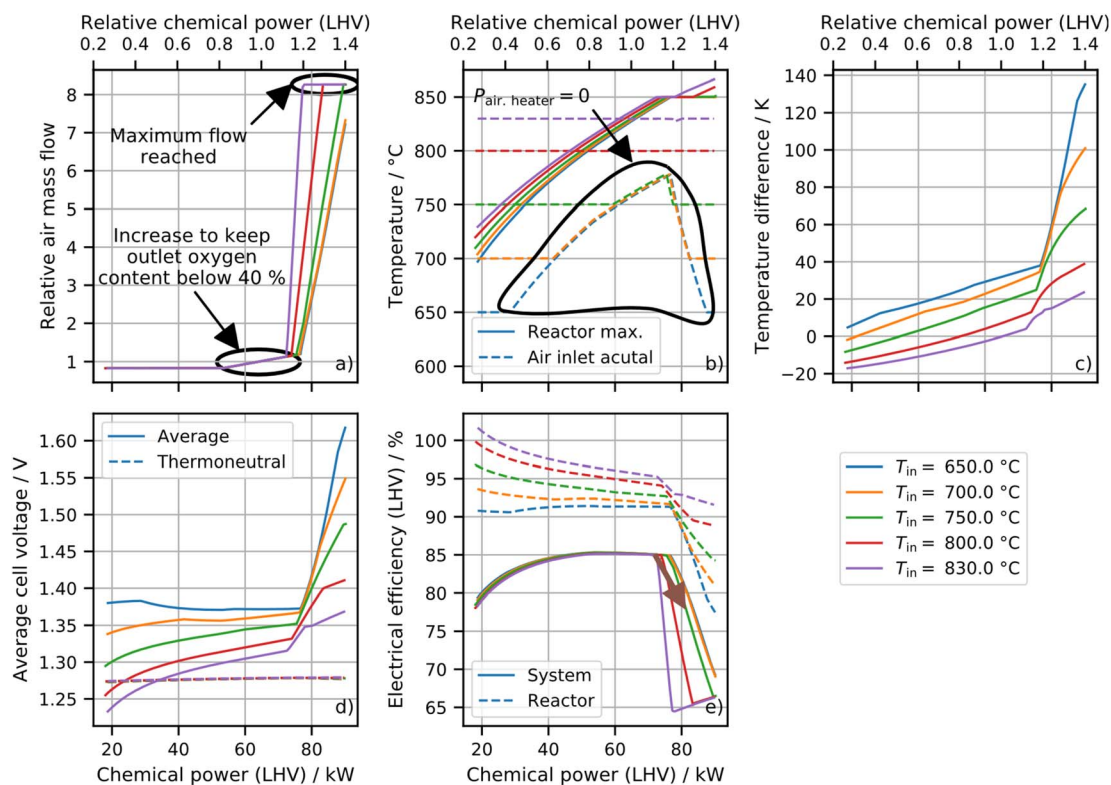 Relative chemical power (LHV)
0.2 0.4 0.6 0.8 1.0 1.2 1.4
Relative air mass flow
8
7
6
5
4
3
2
1
Maximum flow
reached
Increase to keep
outlet oxygen
content below 40 %
a)
Relative chemical power (LHV)
0.2 0.4 0.6 0.8 1.0 1.2 1.4
Temperature / °C
850
800
750
700
650
600
P air. heater = 0
Reactor max.
Air inlet acutal
b)
Relative chemical power (LHV)
0.2 0.4 0.6 0.8 1.0 1.2 1.4
Temperature difference / K
140
120
100
80
60
40
20
0
−20
c)
Average cell voltage / V
1.60
1.55
1.50
1.45
1.40
1.35
1.30
1.25
Average
Thermoneutral
d)
20 40 60 80
Chemical power (LHV) / kW
Electrical efficiency (LHV) / %
100
95
90
85
80
75
70
65
System
Reactor
e)
20 40 60 80
Chemical power (LHV) / kW
T in = 650.0 °C
T in = 700.0 °C
T in = 750.0 °C
T in = 800.0 °C
T in = 830.0 °C